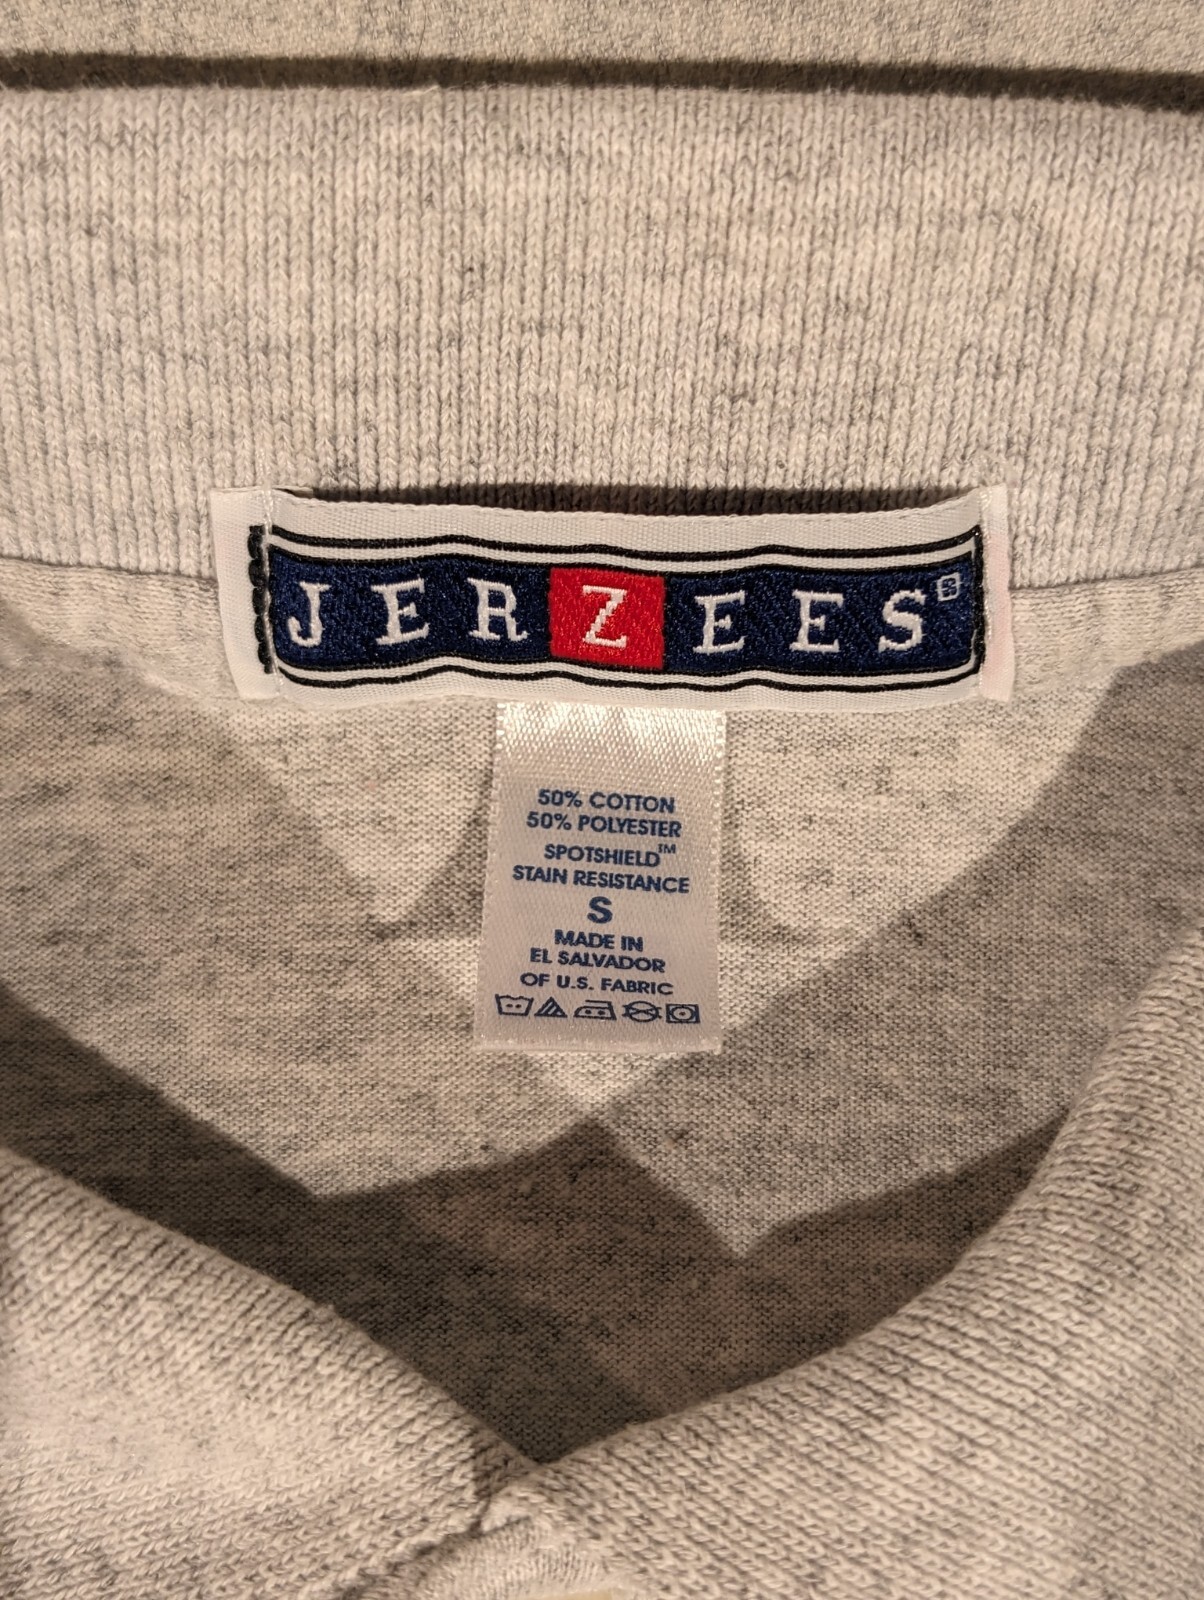 JERZEES®
50% COTTON
50% POLYESTER
SPOTSHIELD™
STAIN RESISTANCE
S
MADE IN
EL SALVADOR
OF U.S. FABRIC